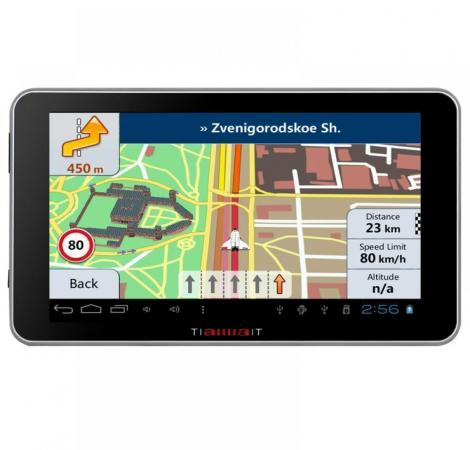 » Zvenigorodskoe Sh.
450 m
80
Distance
23 km
Speed Limit
80 km/h
Altitude
n/a
Back
2:56